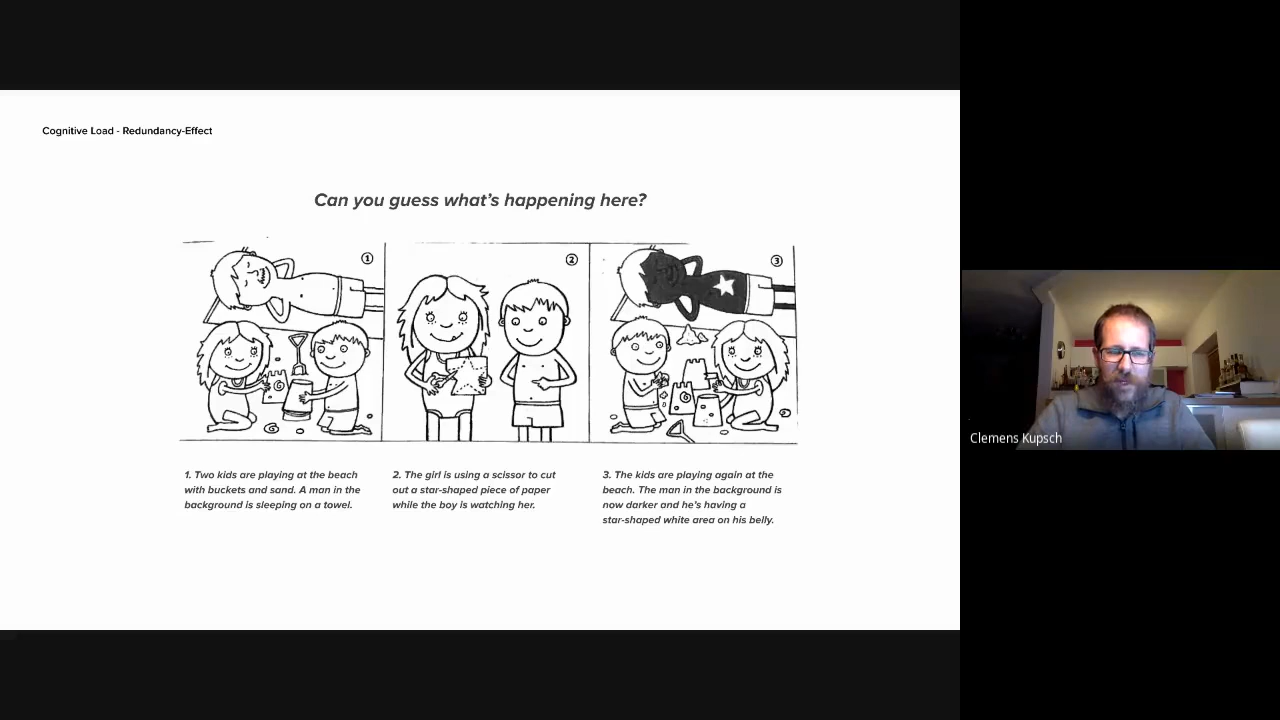 Cognitive Load - Redundancy-Effect
Can you guess what's happening here?
1
2
3
1. Two kids are playing at the beach
with buckets and sand. A man in the
background is sleeping on a towel.
2. The girl is using a scissor to cut
out a star-shaped piece of paper
while the boy is watching her.
3. The kids are playing again at the
beach. The man in the background is
now darker and he's having a
star-shaped white area on his belly.
Clemens Kupsch